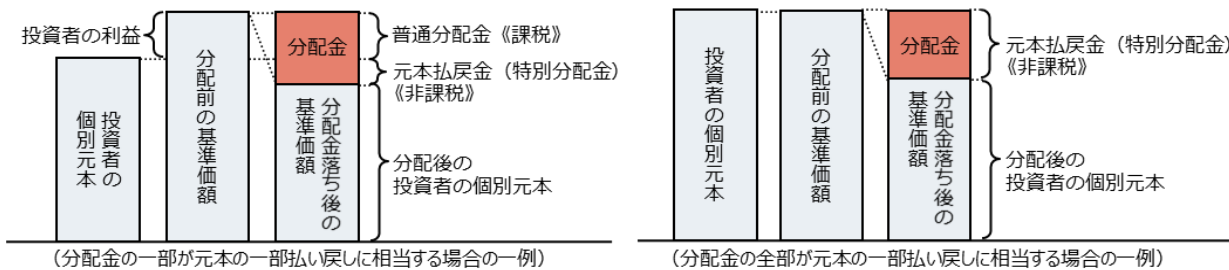 投資者の利益
投資者の
個別元本
分配前の基準価額
分配金
分配金落ち後の
基準価額
普通分配金《課税》
元本払戻金（特別分配金）
《非課税》
分配後の
投資者の個別元本
（分配金の一部が元本の一部払い戻しに相当する場合の一例）
投資者の個別元本
分配前の基準価額
分配金
分配金落ち後の
基準価額
元本払戻金（特別分配金）
《非課税》
分配後の
投資者の個別元本
（分配金の全部が元本の一部払い戻しに相当する場合の一例）